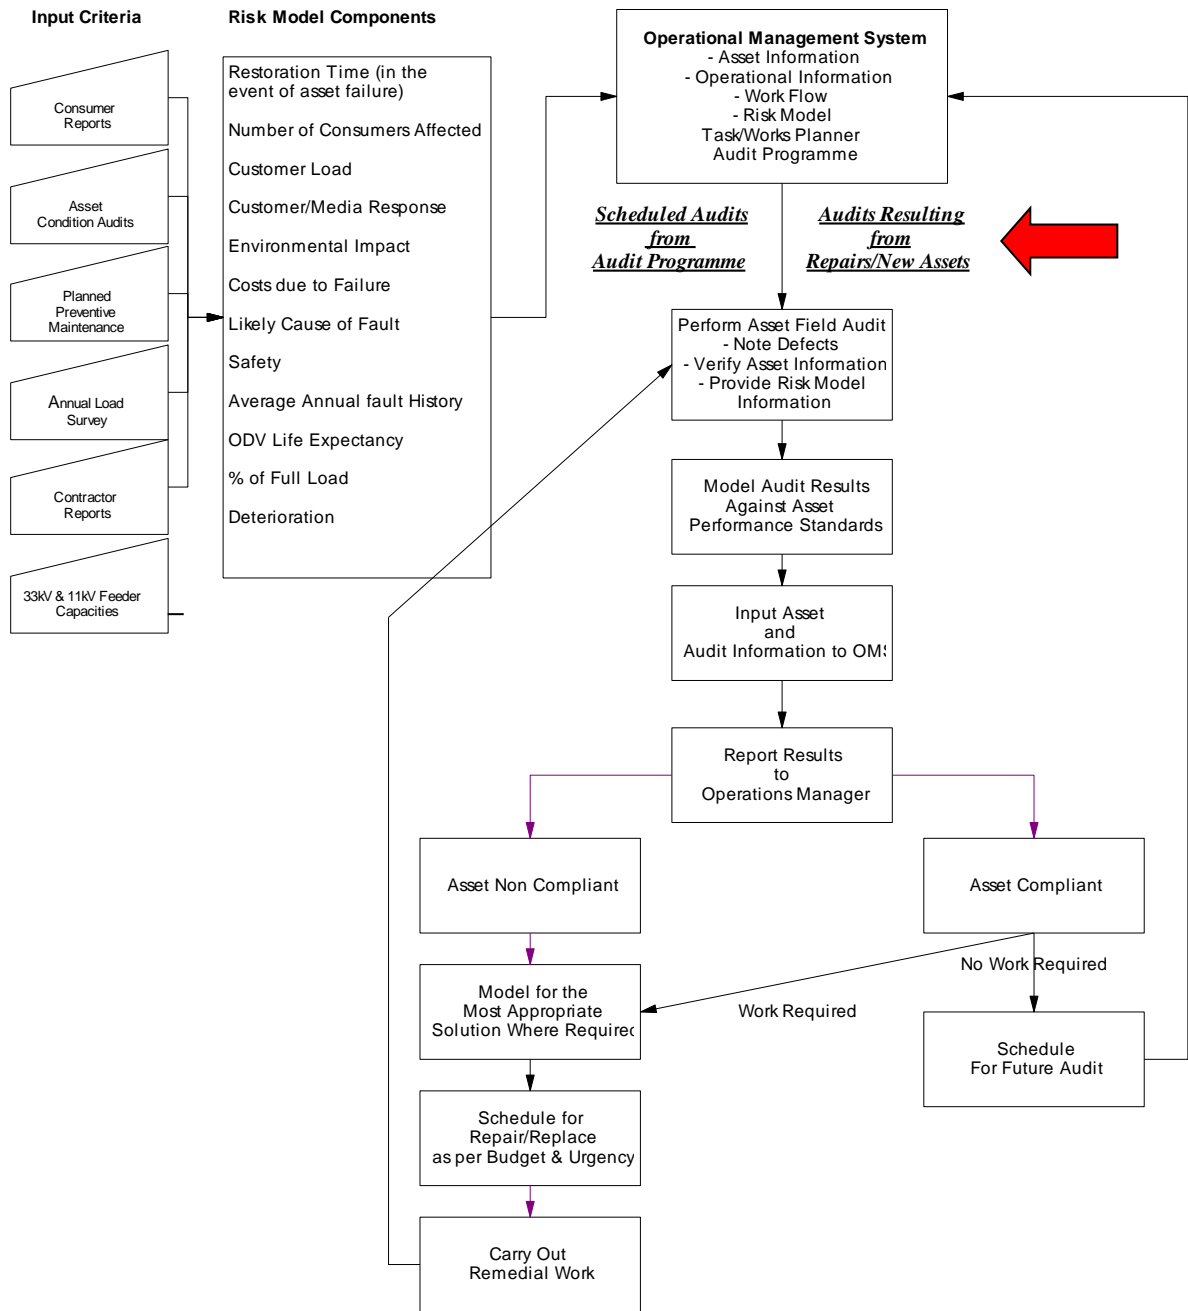 Input Criteria
Consumer
Reports
Asset
Condition Audits
Planned
Preventive
Maintenance
Annual Load
Survey
Contractor
Reports
33kV & 11kV Feeder
Capacities
Risk Model Components
Restoration Time (in the
event of asset failure)
Number of Consumers Affected
Customer Load
Customer/Media Response
Environmental Impact
Costs due to Failure
Likely Cause of Fault
Safety
Average Annual fault History
ODV Life Expectancy
% of Full Load
Deterioration
Operational Management System
- Asset Information
- Operational Information
- Work Flow
- Risk Model
Task/Works Planner
Audit Programme
Scheduled Audits
from
Audit Programme
Audits Resulting
from
Repairs/New Assets
Perform Asset Field Audit
- Note Defects
- Verify Asset Information
- Provide Risk Model
Information
Model Audit Results
Against Asset
Performance Standards
Input Asset
and
Audit Information to OMS
Report Results
to
Operations Manager
Asset Non Compliant
Asset Compliant
No Work Required
Work Required
Model for the
Most Appropriate
Solution Where Required
Schedule
For Future Audit
Schedule for
Repair/Replace
as per Budget & Urgency
Carry Out
Remedial Work